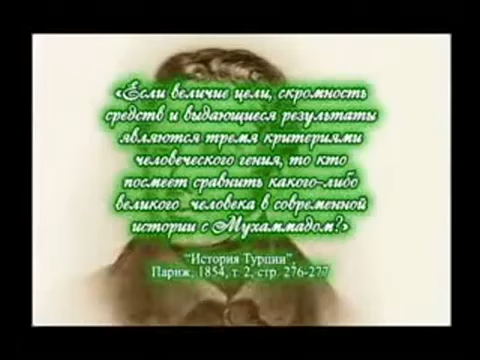 «Если величие цели, скромность
средств и выдающиеся результаты
являются тремя критериями
человеческого гения, то кто
посмеет сравнить какого-либо
великого человека в современной
истории с Мухаммадом?»
"История Турции",
Париж, 1854, т. 2, стр. 276-277